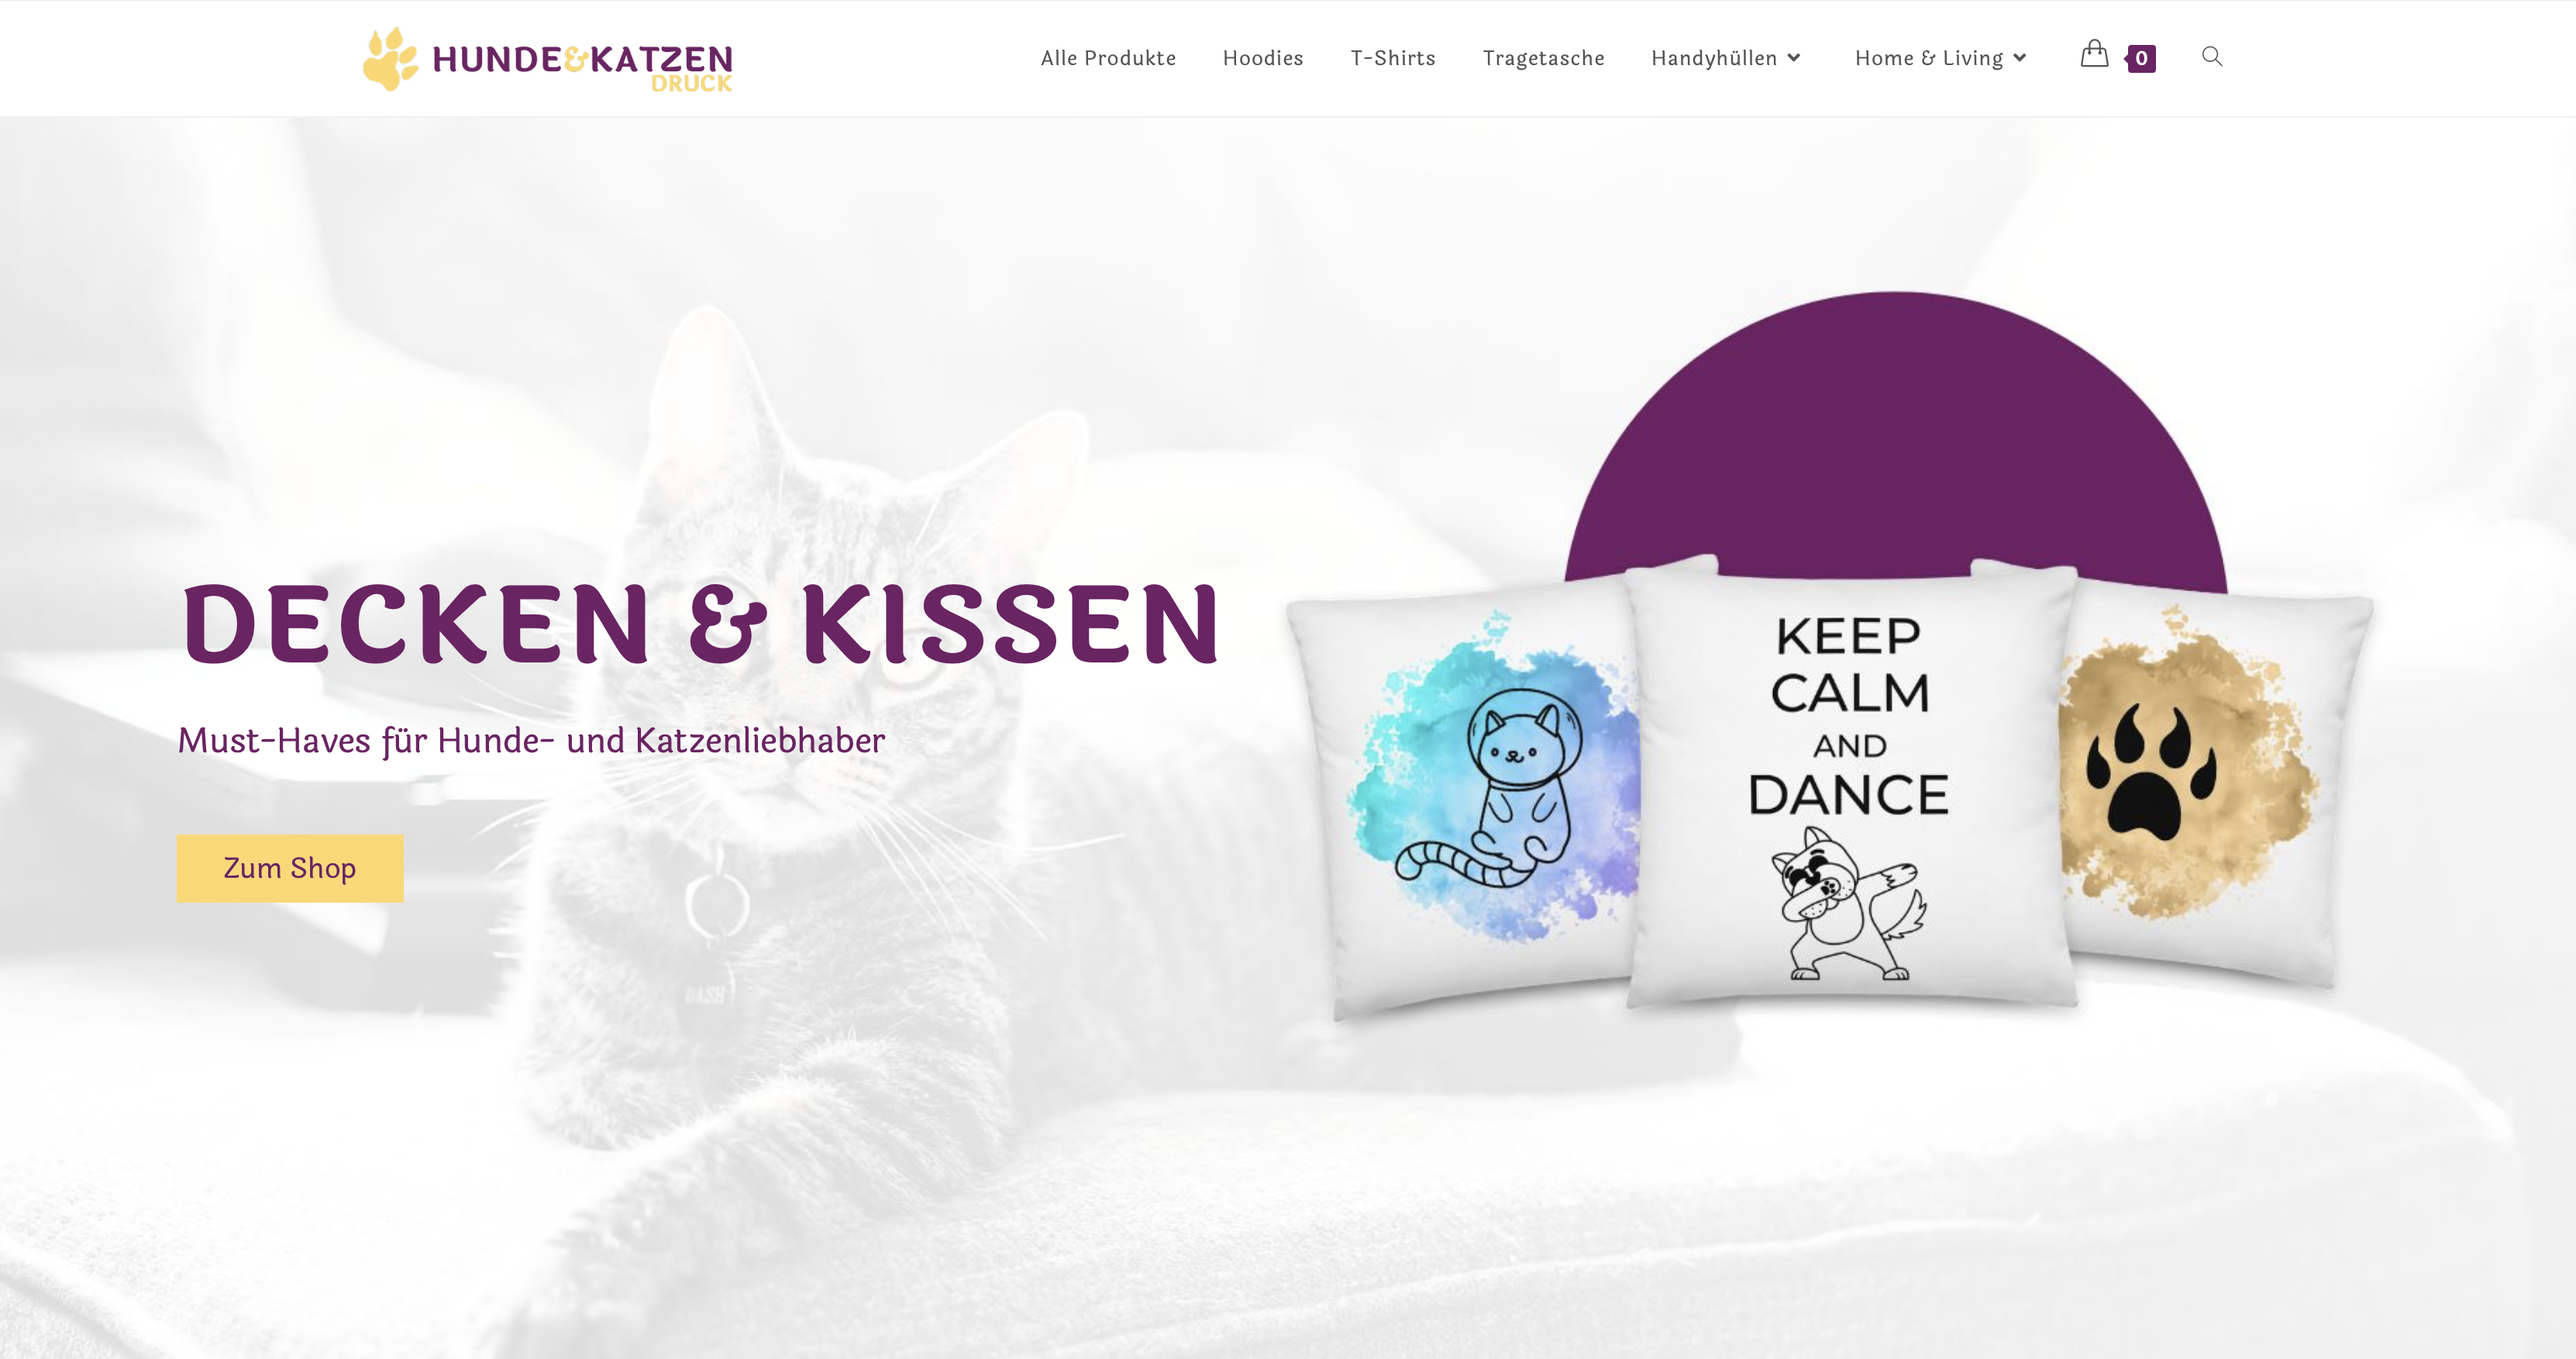 HUNDE&KATZEN
DRUCK
Alle Produkte Hoodies T-Shirts Tragetasche Handyhüllen Home & Living 0
DECKEN & KISSEN
Must-Haves für Hunde- und Katzenliebhaber
Zum Shop
KEEP
CALM
AND
DANCE
DASH